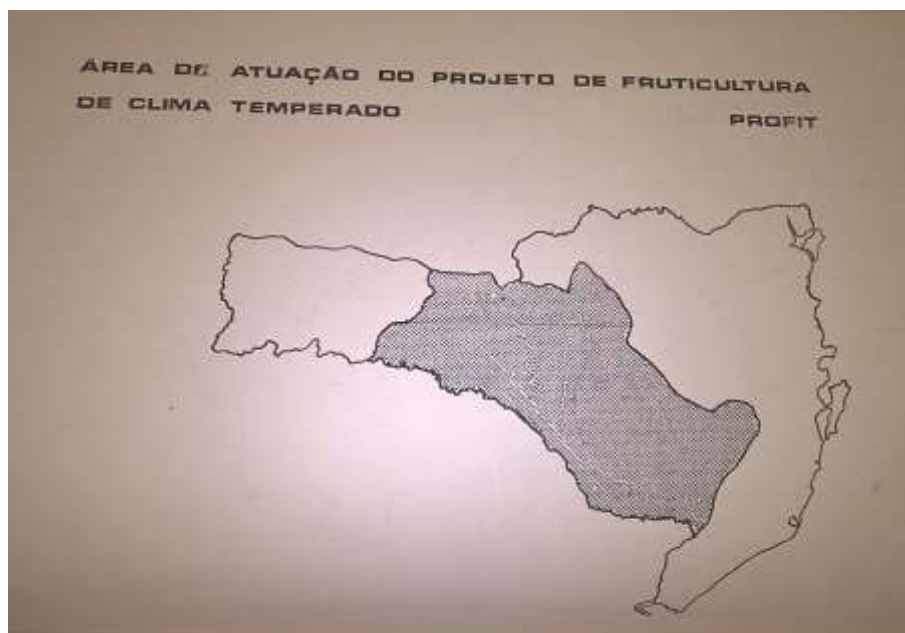 ÁREA DE ATUAÇÃO DO PROJETO DE FRUTICULTURA
DE CLIMA TEMPERADO PROFIT